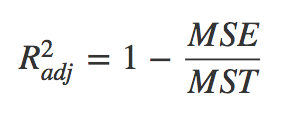 R²adj = 1 − MSE/MST